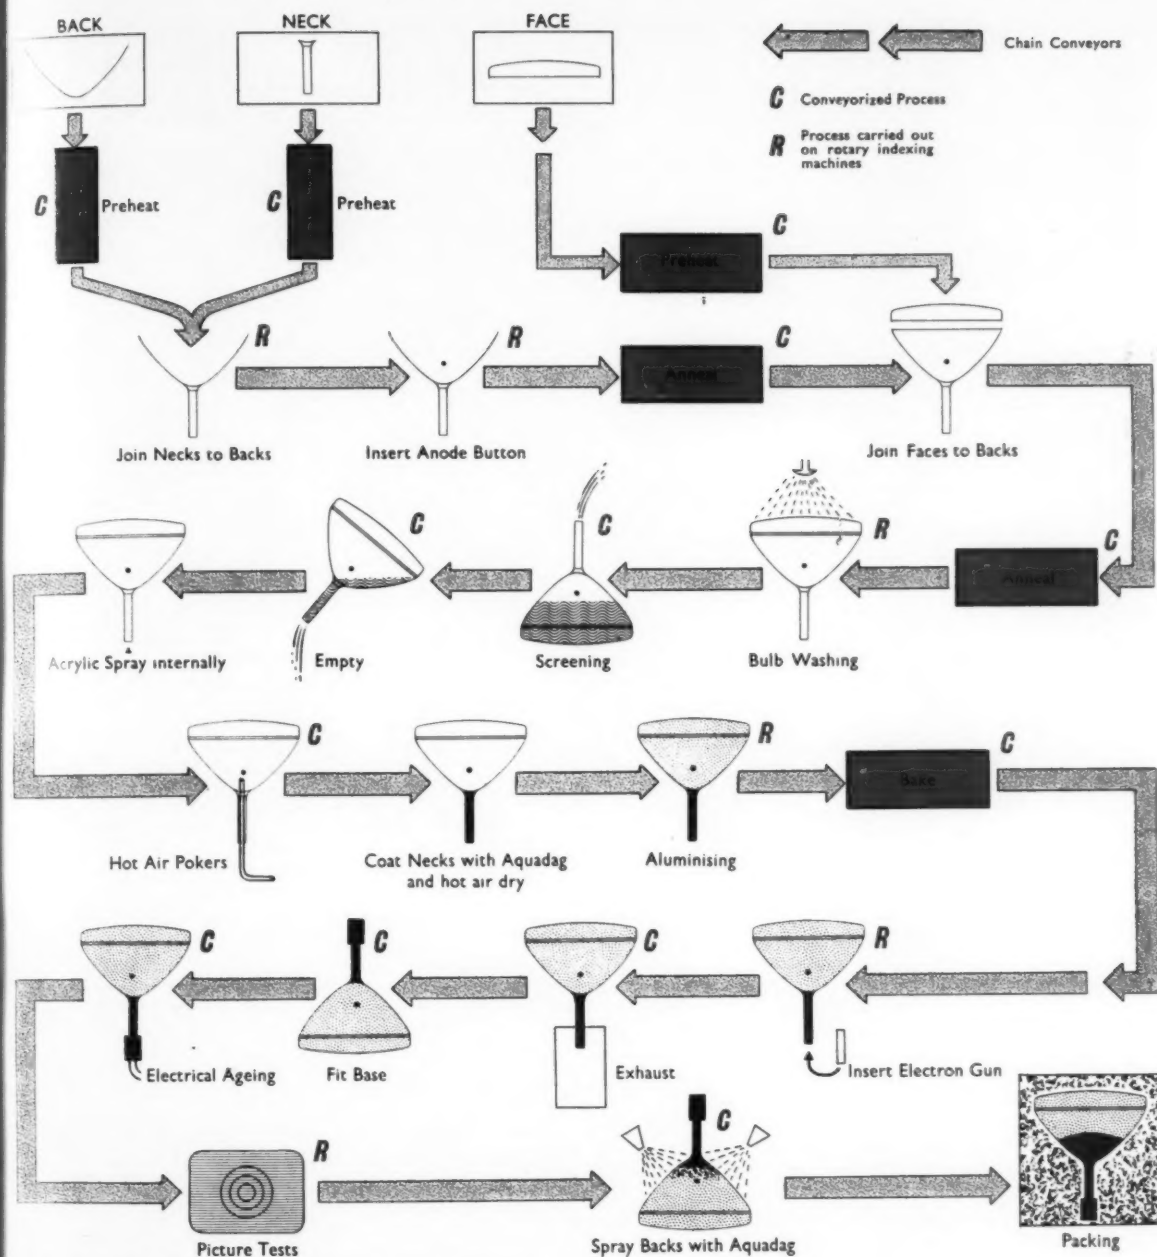 BACK
NECK
FACE
Chain Conveyors
C Conveyorized Process
R Process carried out
on rotary indexing
machines
C
Preheat
C
Preheat
C
Preheat
R
Join Necks to Backs
R
Insert Anode Button
C
Anneal
Join Faces to Backs
C
Anneal
R
Bulb Washing
C
Screening
C
Empty
Acrylic Spray internally
C
Hot Air Pokers
Coat Necks with Aquadag
and hot air dry
R
Aluminising
C
Bake
R
Insert Electron Gun
C
Exhaust
C
Fit Base
C
Electrical Ageing
R
Picture Tests
C
Spray Backs with Aquadag
Packing